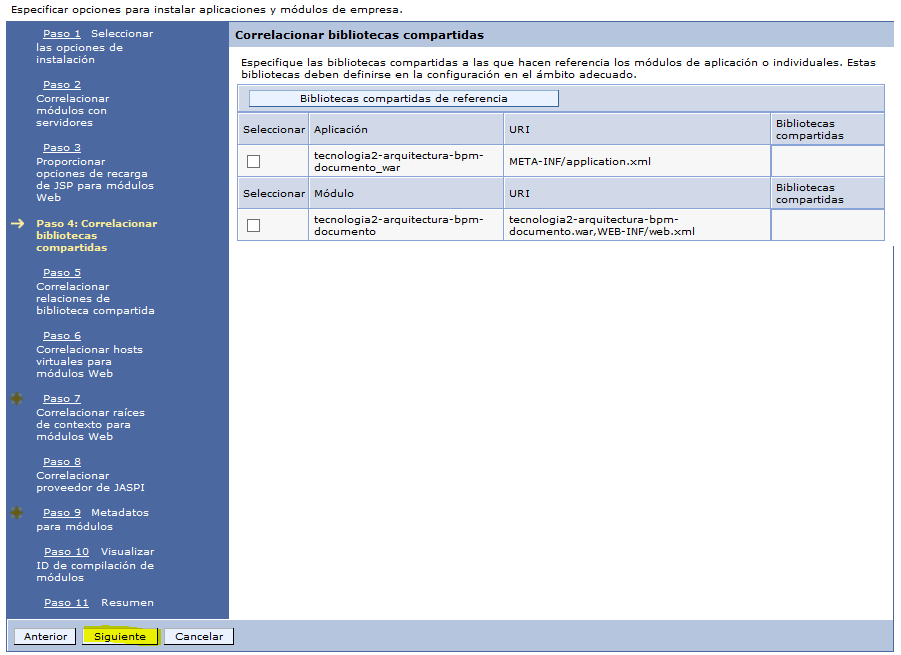 Especificar opciones para instalar aplicaciones y módulos de empresa.
Paso 1 Seleccionar
las opciones de
instalación
Paso 2
Correlacionar
módulos con
servidores
Paso 3
Proporcionar
opciones de recarga
de JSP para módulos
Web
Paso 4: Correlacionar
bibliotecas
compartidas
Paso 5
Correlacionar
relaciones de
biblioteca compartida
Paso 6
Correlacionar hosts
virtuales para
módulos Web
Paso 7
Correlacionar raíces
de contexto para
módulos Web
Paso 8
Correlacionar
proveedor de JASPI
Paso 9 Metadatos
para módulos
Paso 10 Visualizar
ID de compilación de
módulos
Paso 11 Resumen
Correlacionar bibliotecas compartidas
Especifique las bibliotecas compartidas a las que hacen referencia los módulos de aplicación o individuales. Estas
bibliotecas deben definirse en la configuración en el ámbito adecuado.
Bibliotecas compartidas de referencia
Seleccionar Aplicación URI Bibliotecas
compartidas
tecnologia2-arquitectura-bpm-
documento_war META-INF/application.xml
Seleccionar Módulo URI Bibliotecas
compartidas
tecnologia2-arquitectura-bpm- tecnologia2-arquitectura-bpm-
documento documento.war,WEB-INF/web.xml
Anterior Siguiente Cancelar